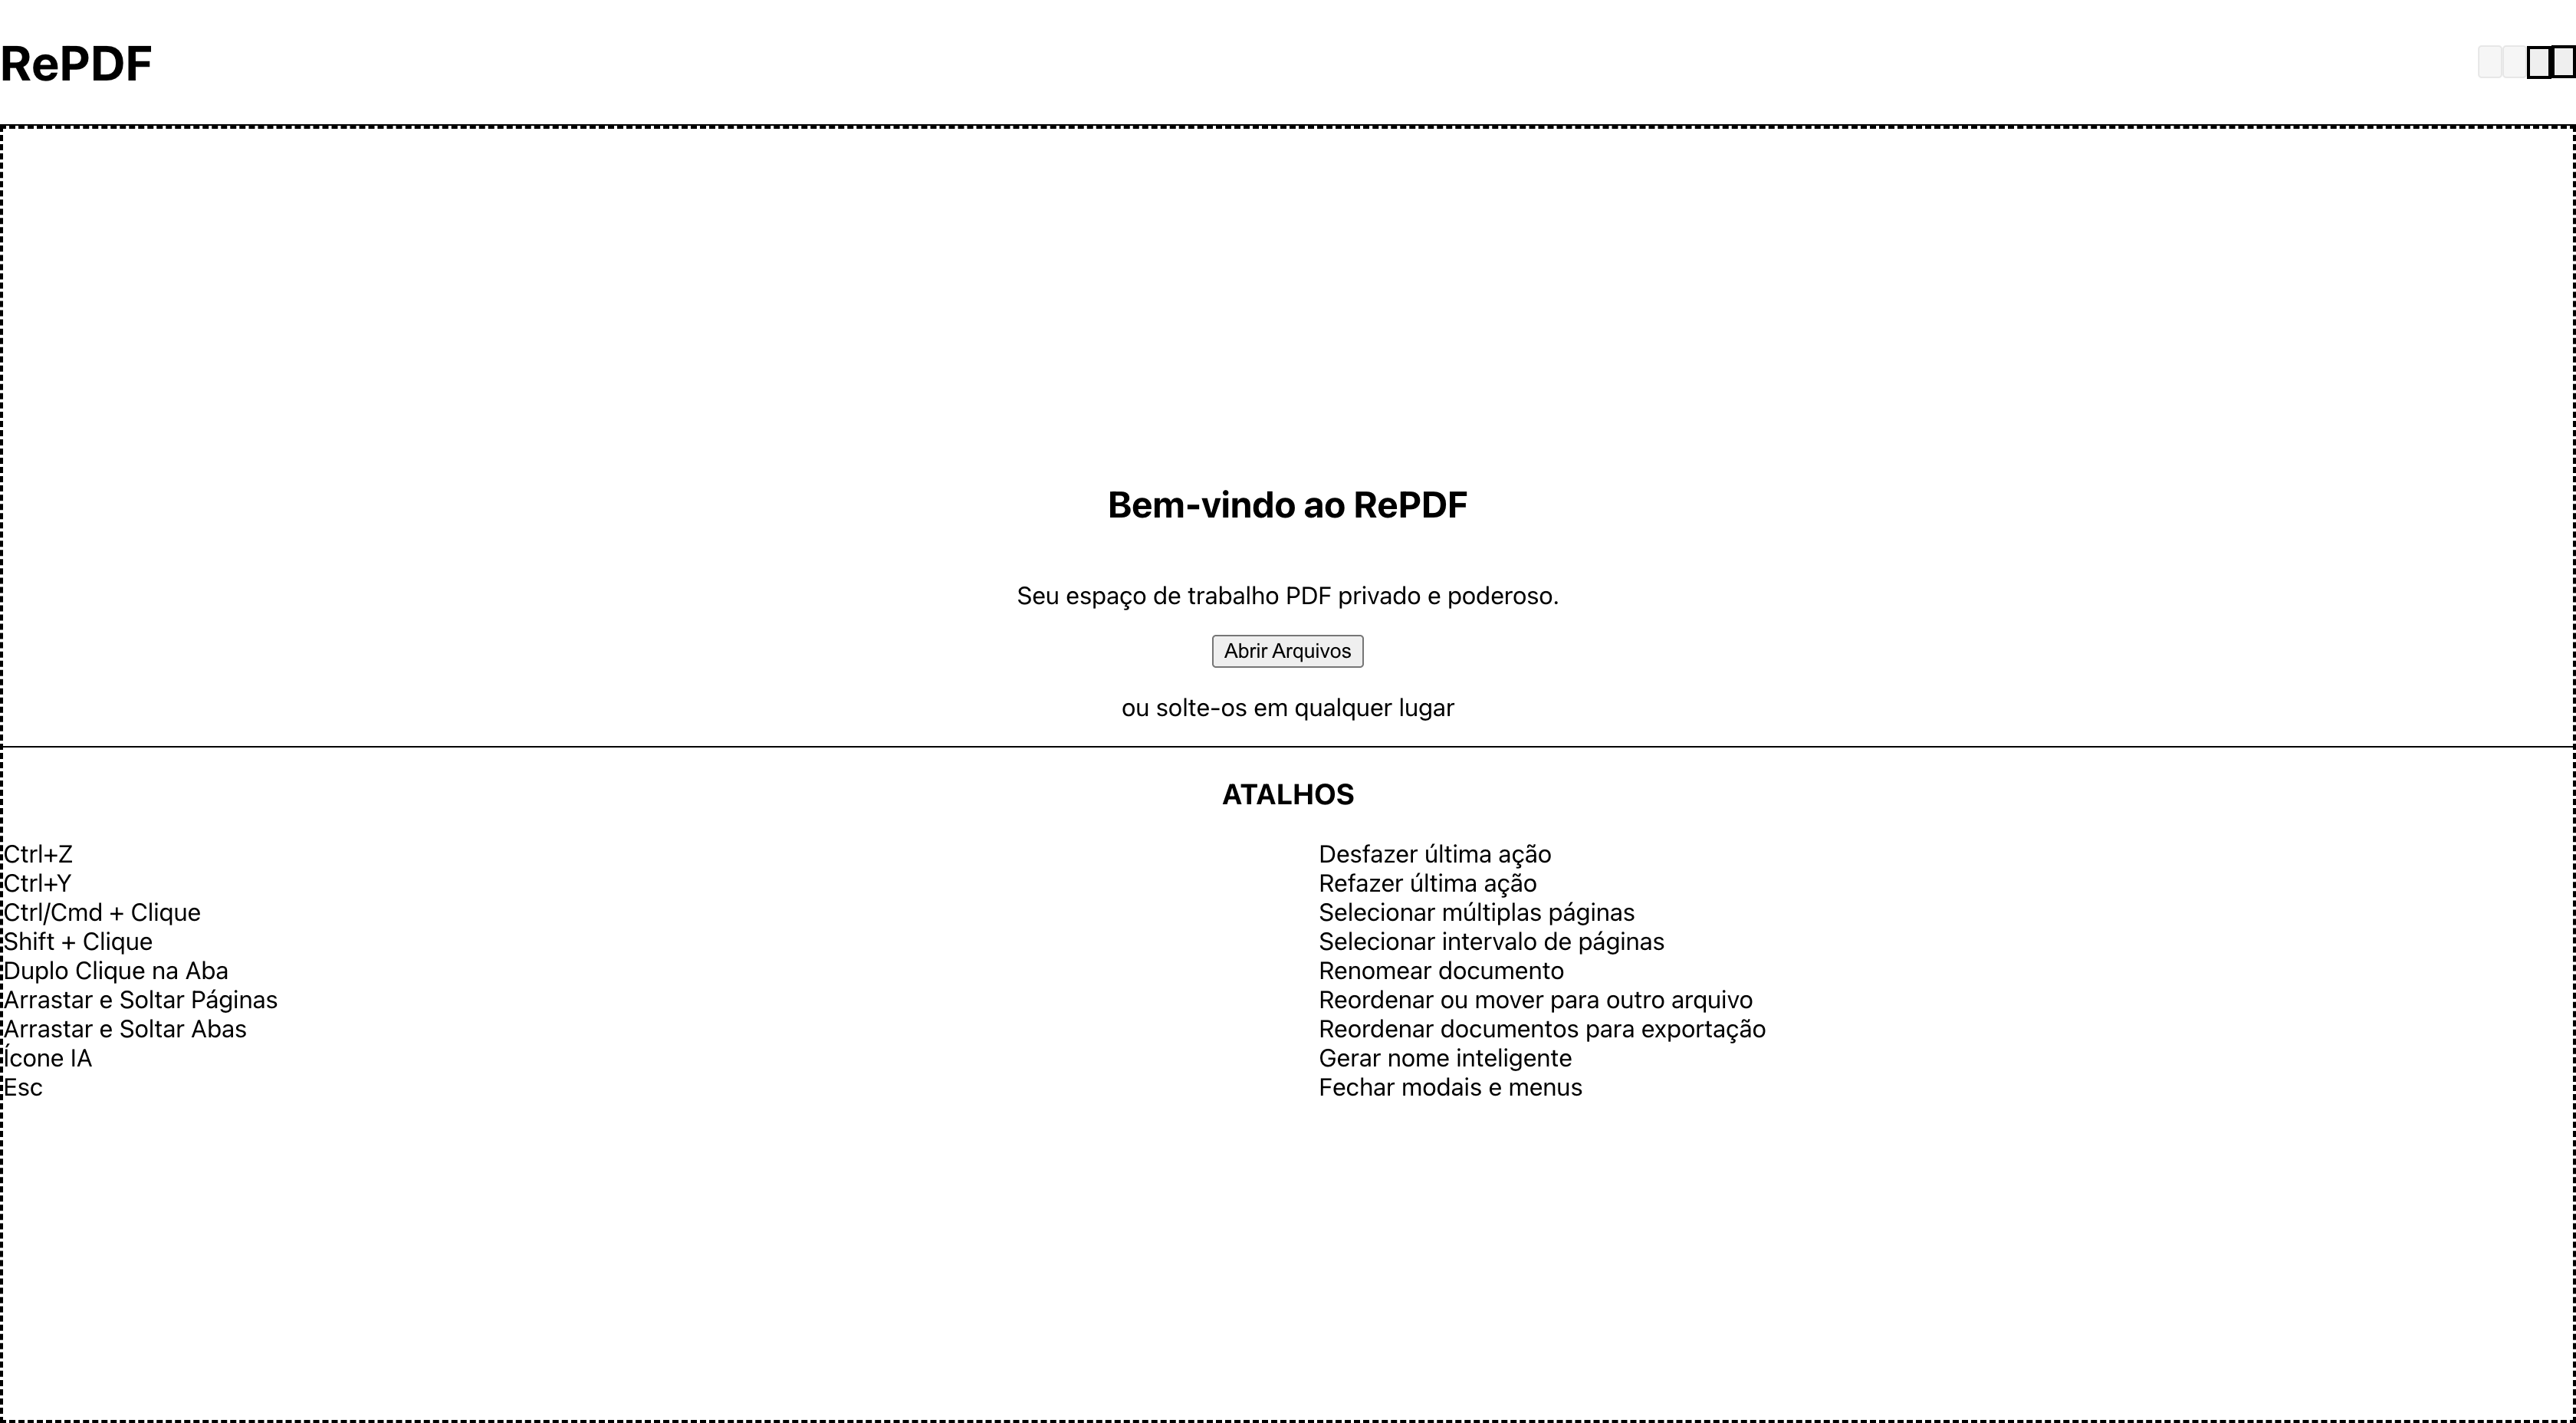 RePDF
Bem-vindo ao RePDF
Seu espaço de trabalho PDF privado e poderoso.
Abrir Arquivos
ou solte-os em qualquer lugar
ATALHOS
Ctrl+Z Desfazer última ação
Ctrl+Y Refazer última ação
Ctrl/Cmd + Clique Selecionar múltiplas páginas
Shift + Clique Selecionar intervalo de páginas
Duplo Clique na Aba Renomear documento
Arrastar e Soltar Páginas Reordenar ou mover para outro arquivo
Arrastar e Soltar Abas Reordenar documentos para exportação
Ícone IA Gerar nome inteligente
Esc Fechar modais e menus